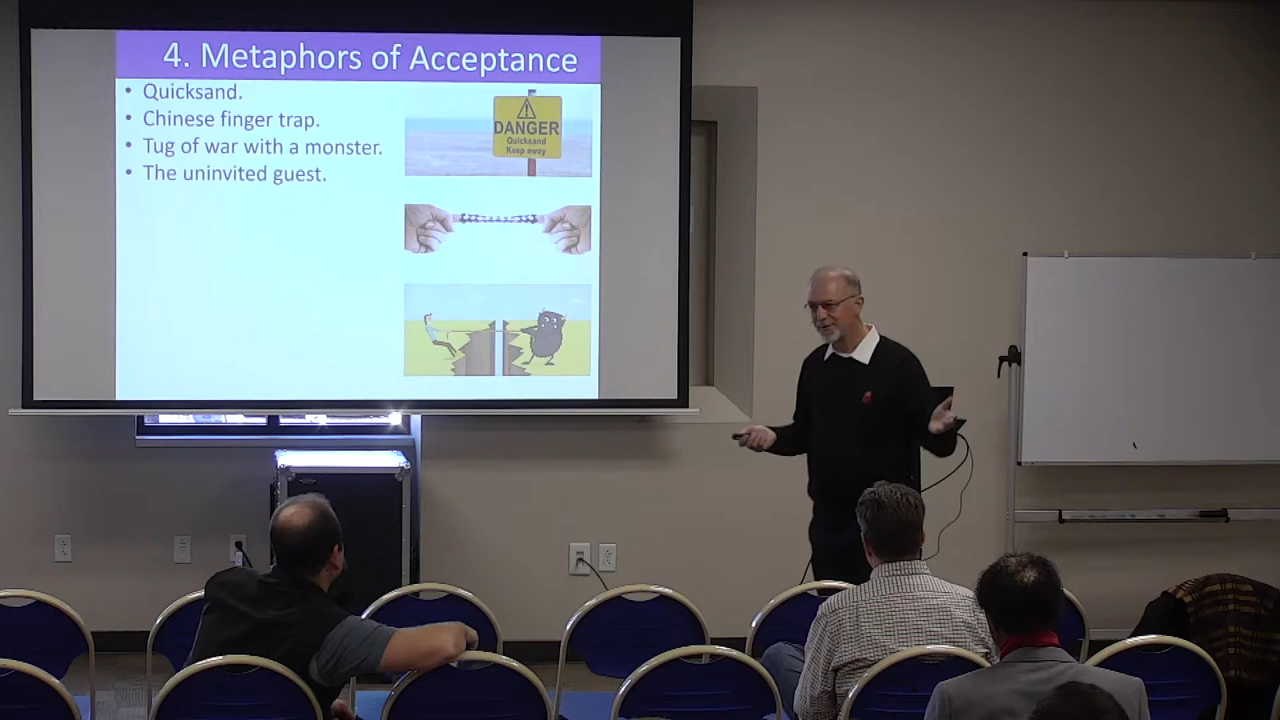 4. Metaphors of Acceptance
• Quicksand.
• Chinese finger trap.
• Tug of war with a monster.
• The uninvited guest.
DANGER
Quicksand
Keep away